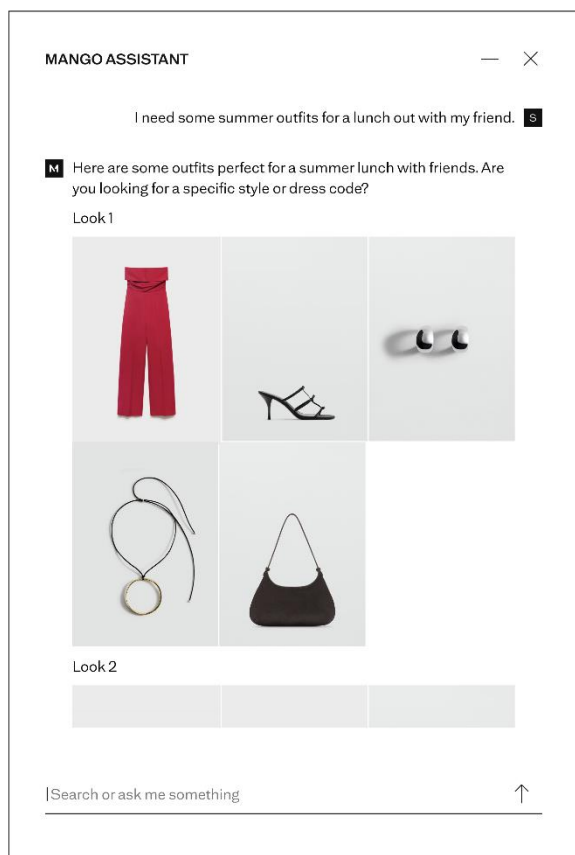 MANGO ASSISTANT
I need some summer outfits for a lunch out with my friend. S
M Here are some outfits perfect for a summer lunch with friends. Are
you looking for a specific style or dress code?
Look 1
Look 2
Search or ask me something